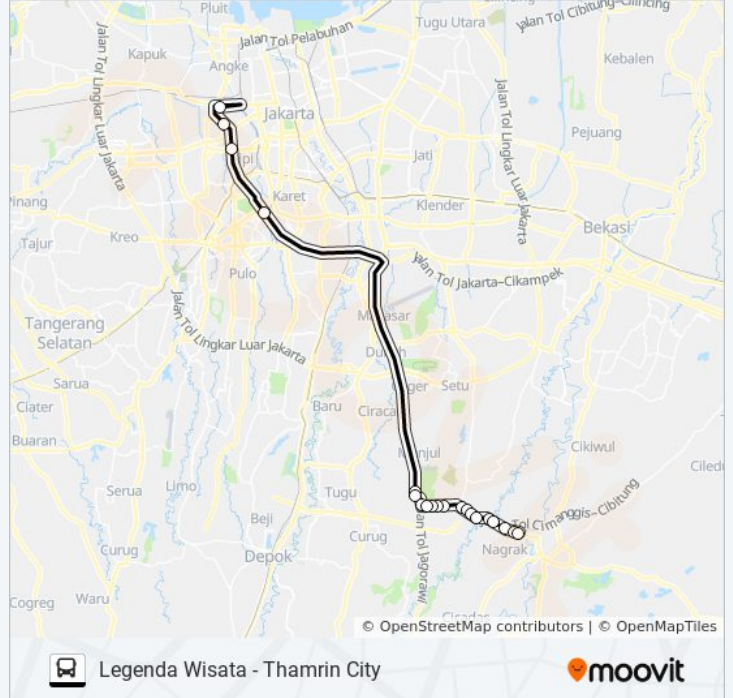 Pluit
Tugu Utara
Jalan Tol Cibitung-Cilincing
Jalan Tol Pelabuhan
Kapuk
Kebalen
Angke
Jalan Tol Lingkar Luar Jakarta
Jalan Tol Lingkar Luar Jakarta
Jakarta
Pejuang
Jati
Karet
Klender
Bekasi
Pinang
Kreo
Tajur
Pulo
Jalan Tol Jakarta-Cikampek
Jalan Tol Lingkar Luar Jakarta
Tangerang
Selatan
Sarua
Setu
Baru
Ciater
Buaran
Cikiwul
Serua
Limo
Tugu
Beji
Tol Cimanggis-Cibitung
Curug
Depok
Curug
Nagrak
Jalan Tol Jagorawi
Cogreg
Waru
© OpenStreetMap contributors | © OpenMapTiles
Legenda Wisata - Thamrin City
moovit